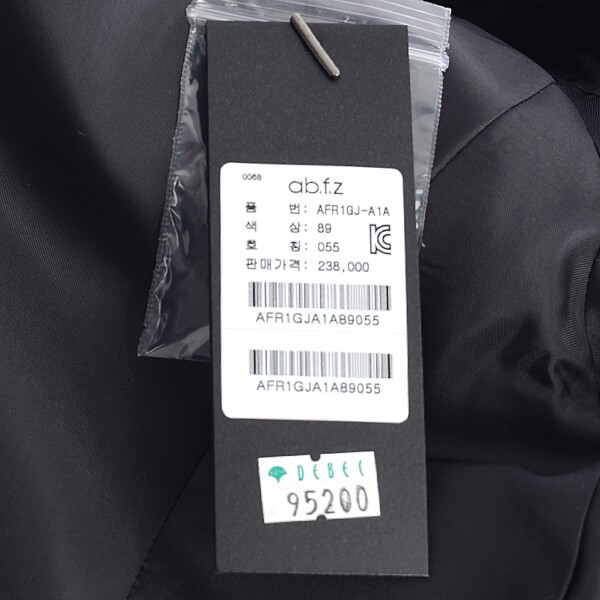 0068
ab.f.z
품 번: AFR1GJ-A1A
색 상: 89
호 칭: 055
판매가격: 238,000
AFR1GJA1A89055
AFR1GJA1A89055
DEBEC
95200